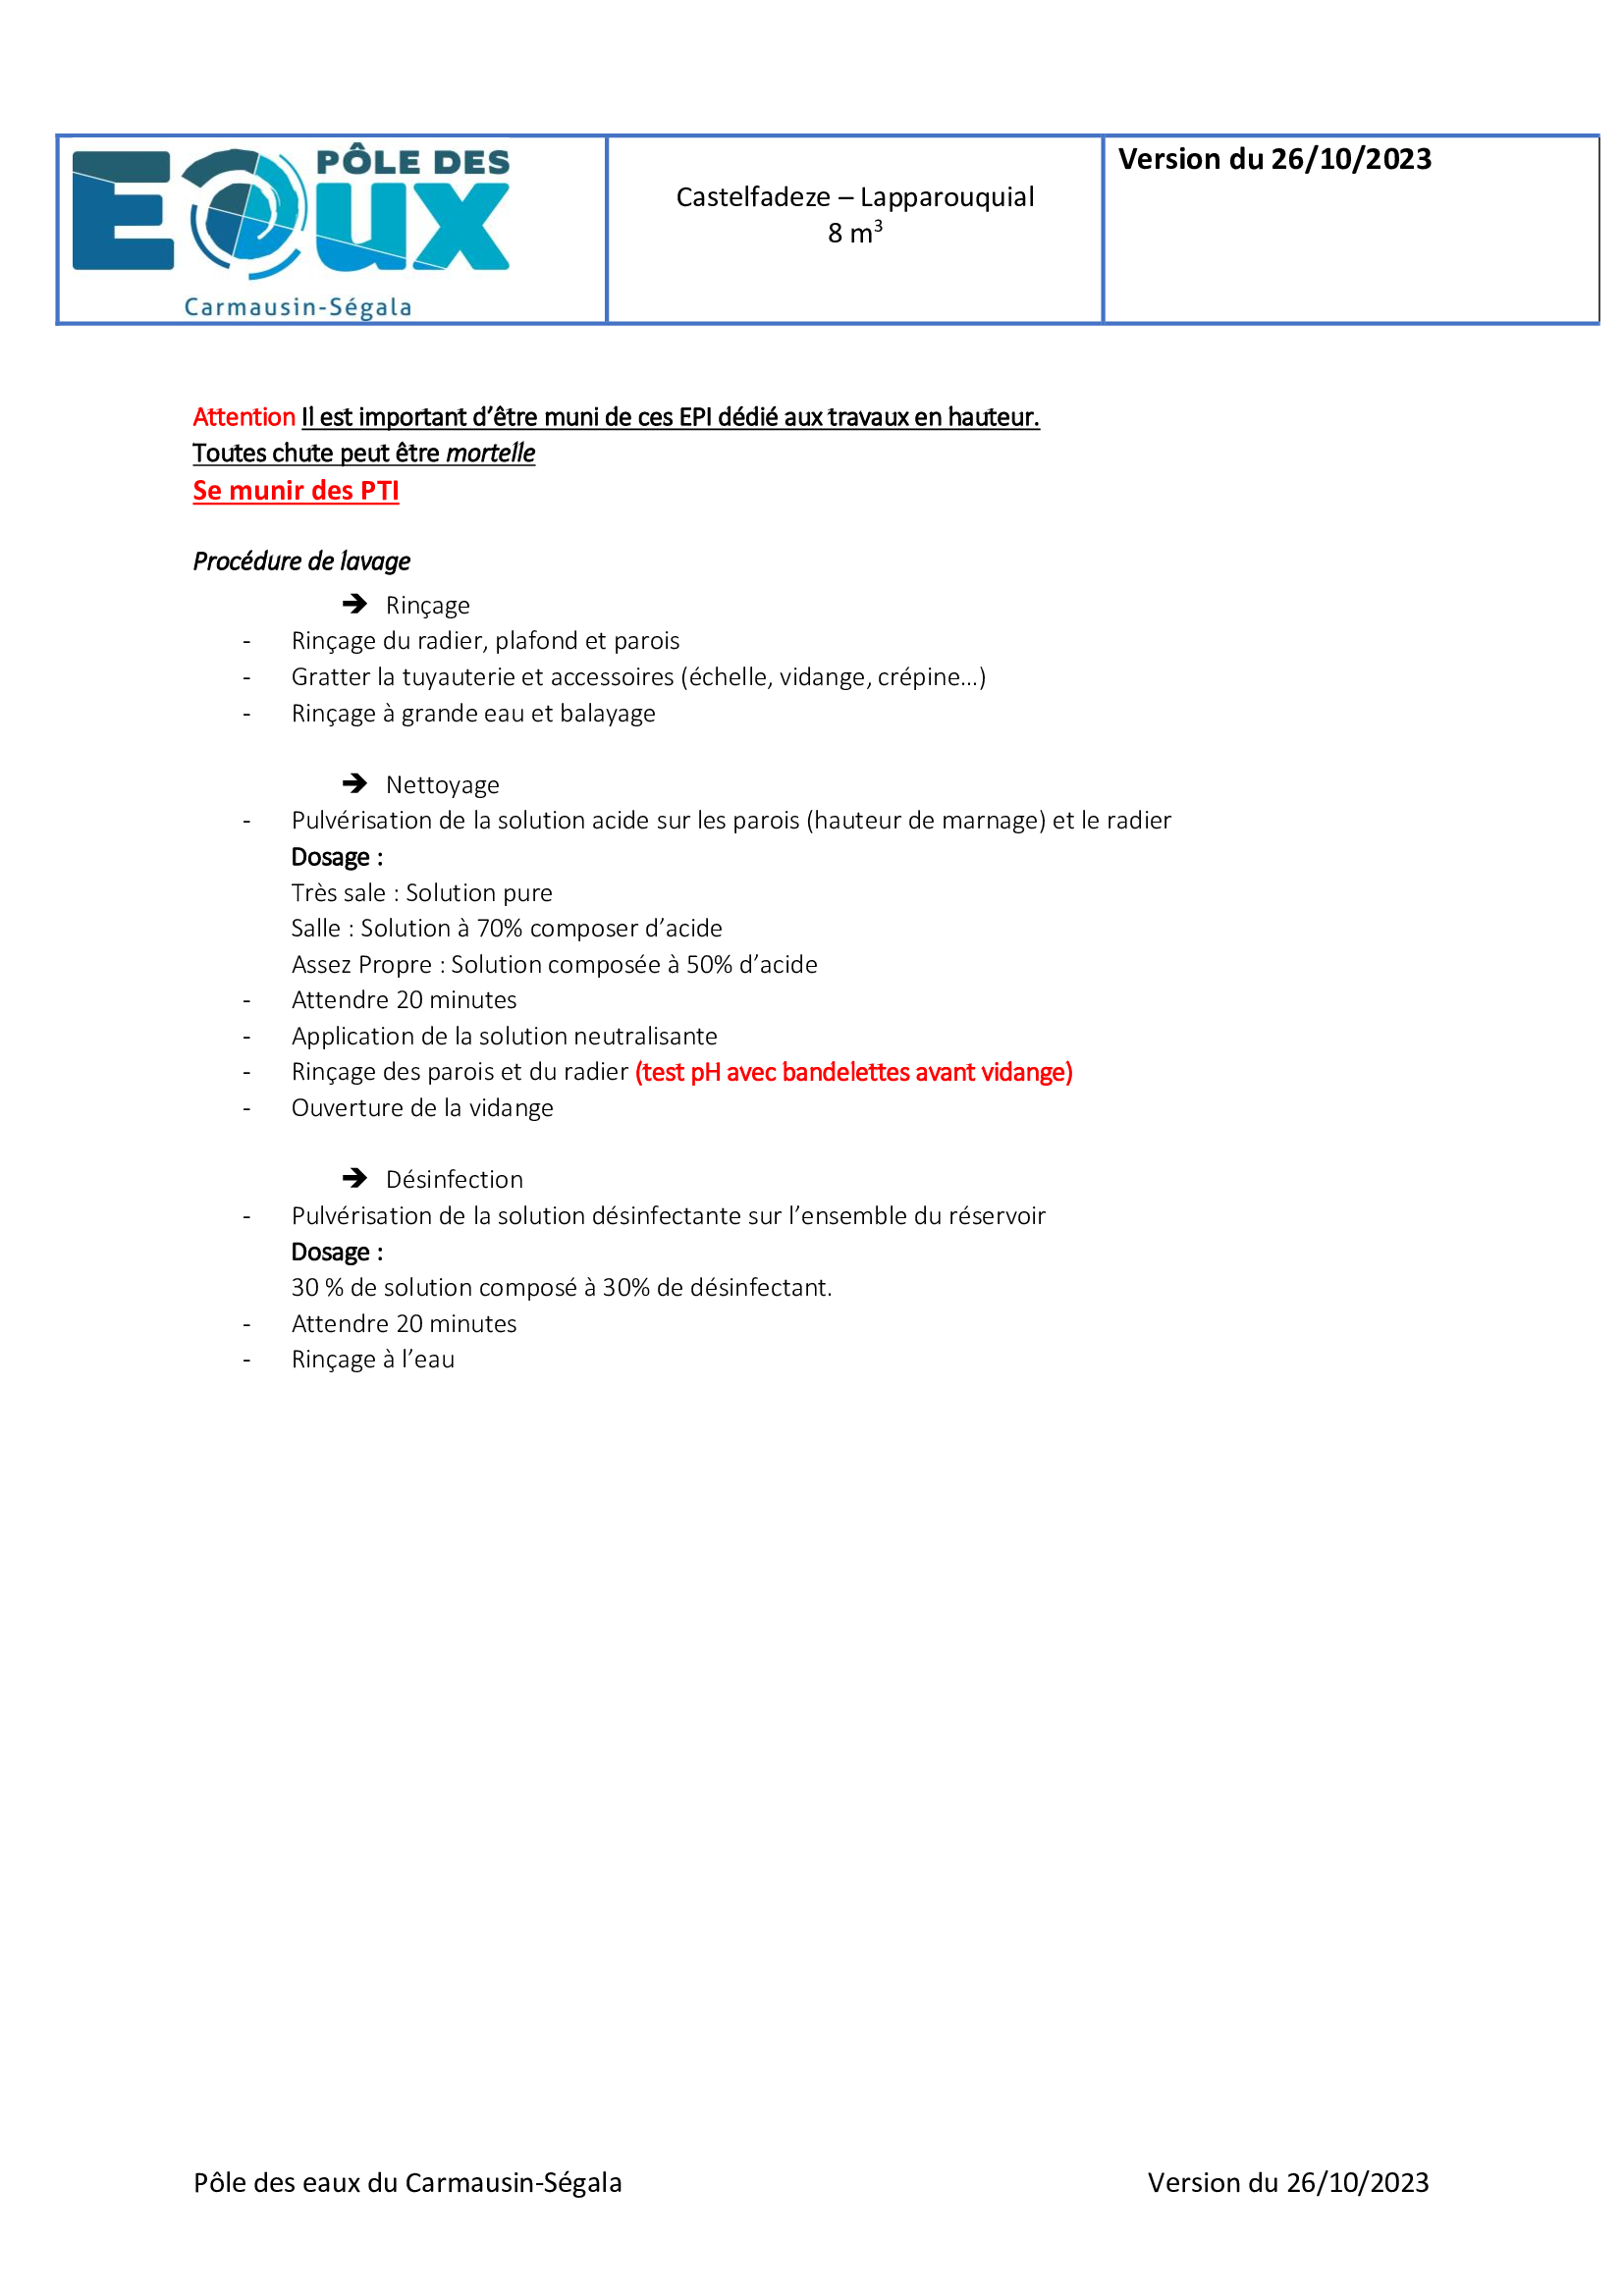 PÔLE DES
EAUX
Carmausin-Ségala
Castelfadeze – Lapparouquial
8 m³
Version du 26/10/2023
Attention Il est important d’être muni de ces EPI dédié aux travaux en hauteur.
Toutes chute peut être mortelle
Se munir des PTI
Procédure de lavage
➔ Rinçage
- Rinçage du radier, plafond et parois
- Gratter la tuyauterie et accessoires (échelle, vidange, crépine…)
- Rinçage à grande eau et balayage
➔ Nettoyage
- Pulvérisation de la solution acide sur les parois (hauteur de marnage) et le radier
Dosage :
Très sale : Solution pure
Salle : Solution à 70% composer d’acide
Assez Propre : Solution composée à 50% d’acide
- Attendre 20 minutes
- Application de la solution neutralisante
- Rinçage des parois et du radier (test pH avec bandelettes avant vidange)
- Ouverture de la vidange
➔ Désinfection
- Pulvérisation de la solution désinfectante sur l’ensemble du réservoir
Dosage :
30 % de solution composé à 30% de désinfectant.
- Attendre 20 minutes
- Rinçage à l’eau
Pôle des eaux du Carmausin-Ségala
Version du 26/10/2023